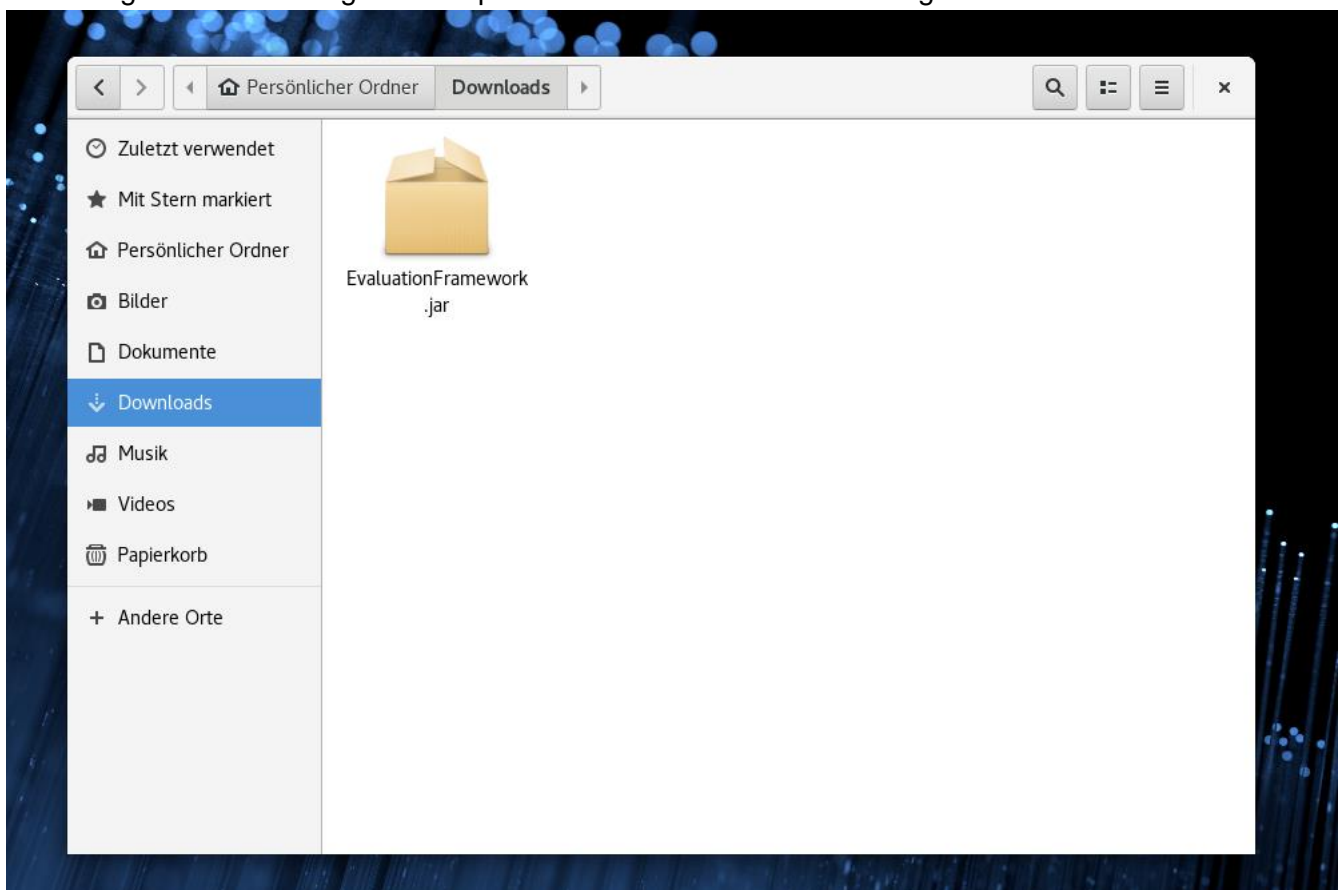 Persönlicher Ordner Downloads
Zuletzt verwendet
Mit Stern markiert
Persönlicher Ordner
Bilder
Dokumente
Downloads
Musik
Videos
Papierkorb
Andere Orte
EvaluationFramework
.jar